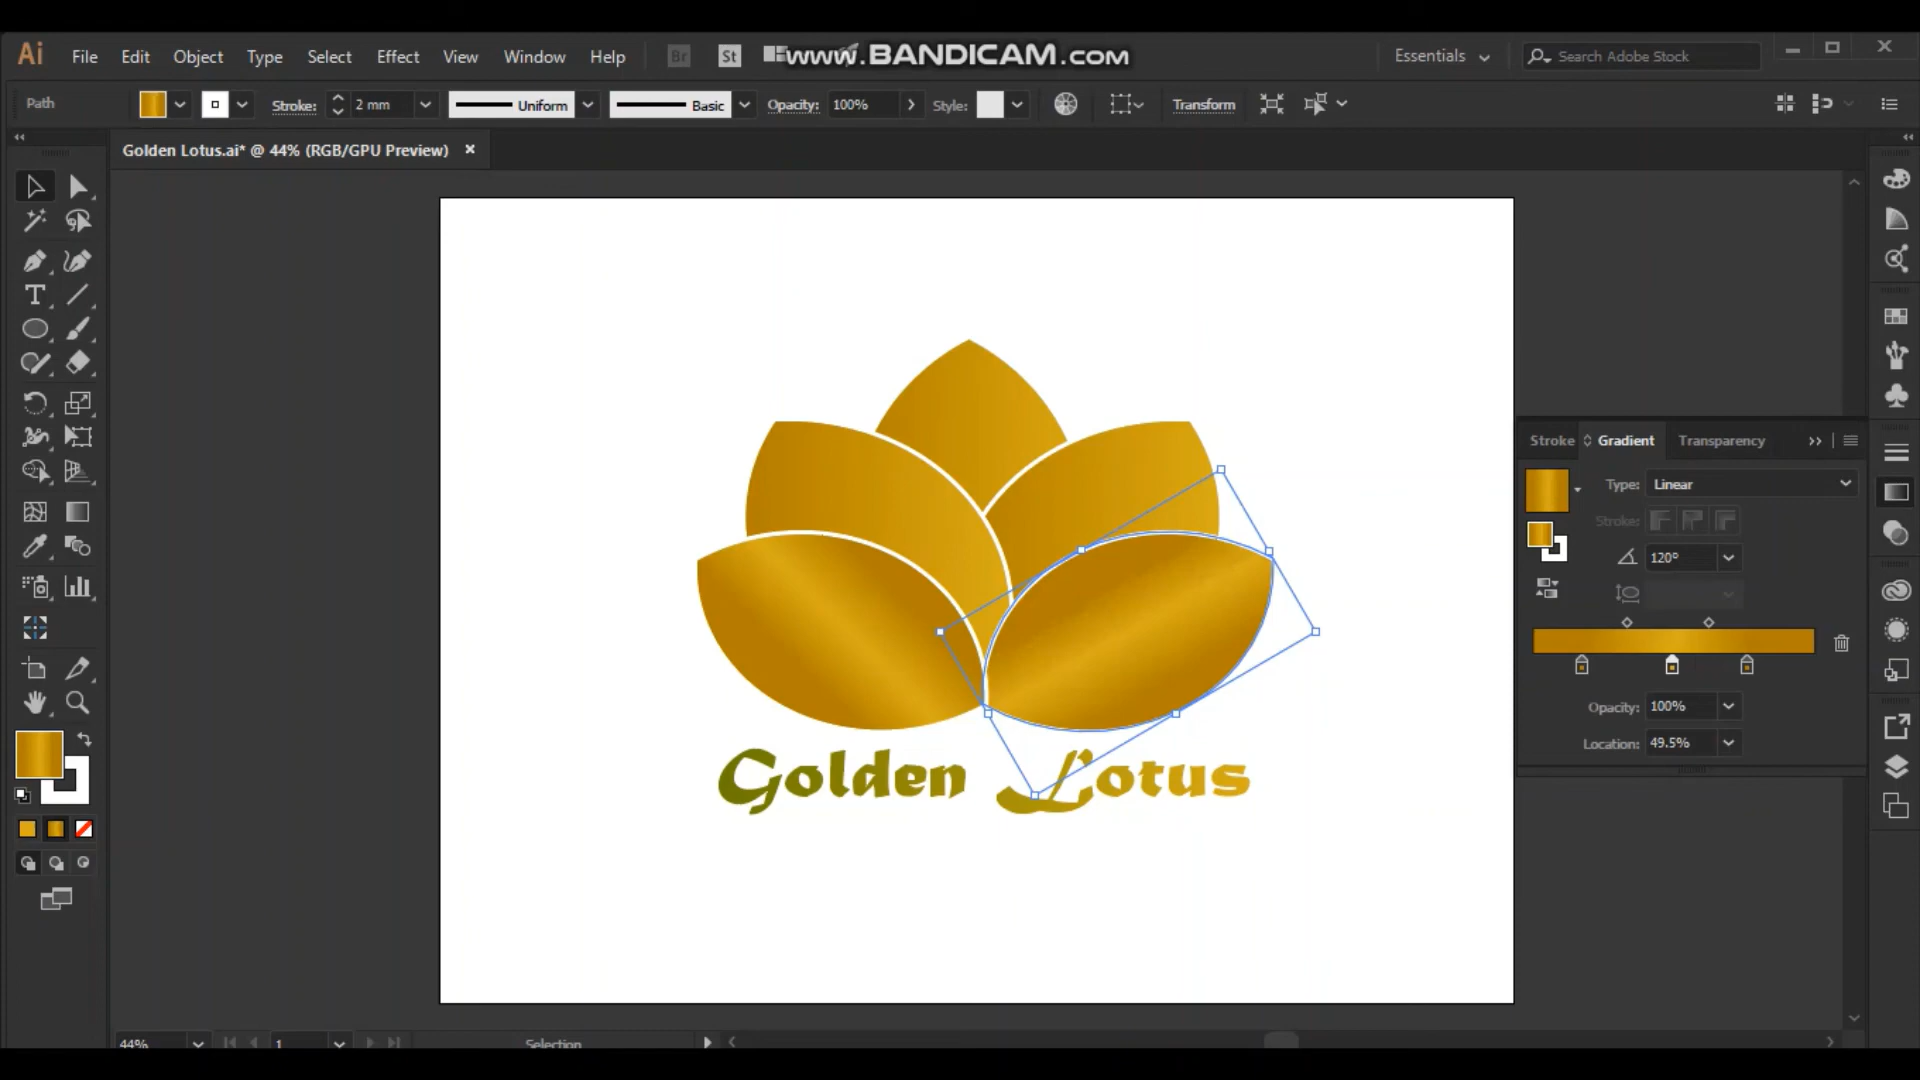 Ai File Edit Object Type Select Effect View Window Help Br St www.BANDICAM.com Essentials Search Adobe Stock
Path Stroke: 2 mm Uniform Basic Opacity: 100% Style: Transform
Golden Lotus.ai* @ 44% (RGB/GPU Preview)
Stroke Gradient Transparency
Type: Linear
Stroke:
120°
Opacity: 100%
Location: 49.5%
Golden Lotus
44% 1 Selection